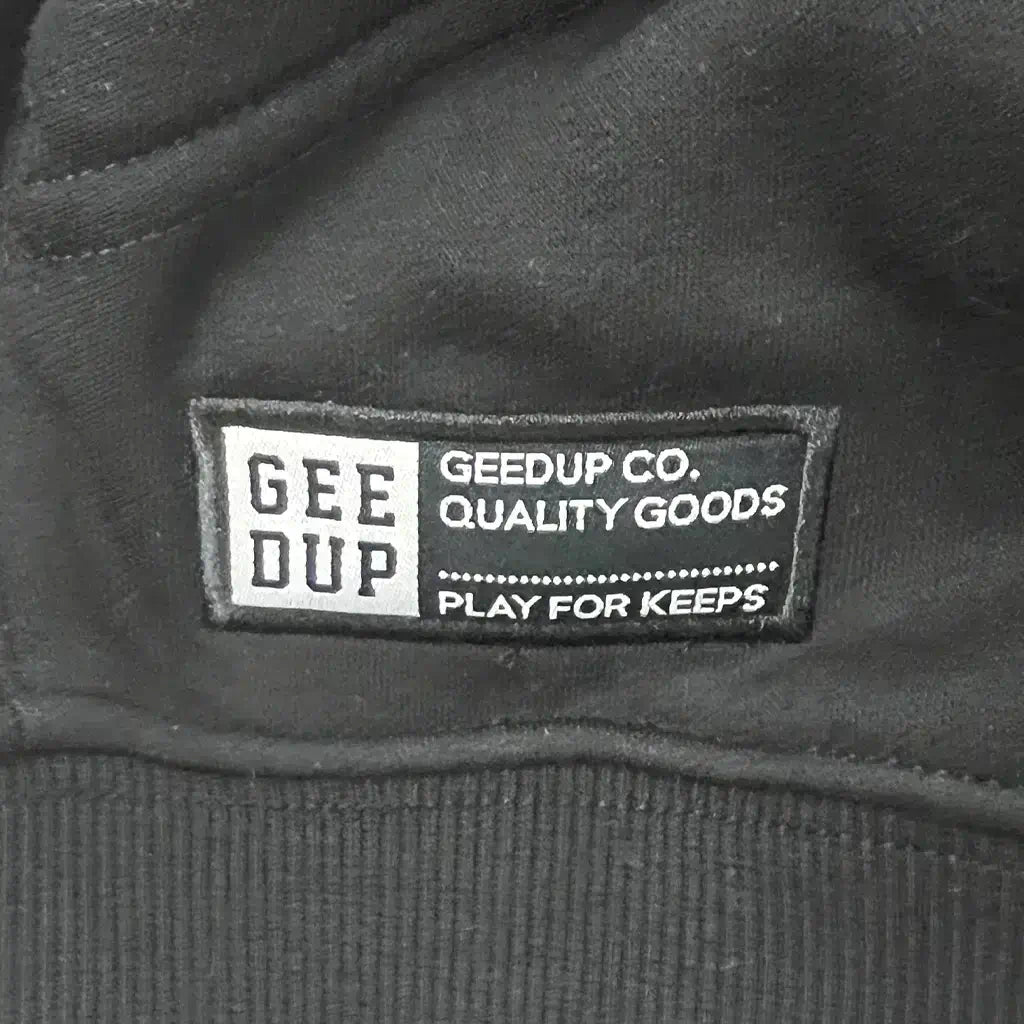 GEE
DUP
GEEDUP CO.
QUALITY GOODS
PLAY FOR KEEPS